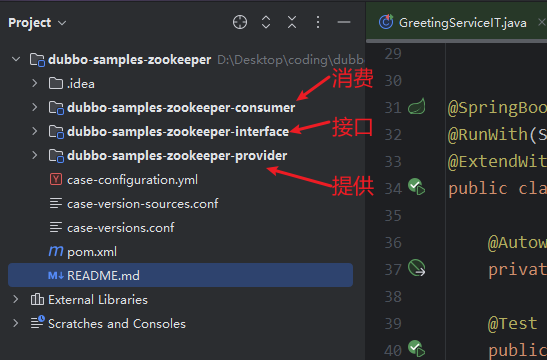 Project
GreetingServiceIT.java
dubbo-samples-zookeeper D:\Desktop\coding\dubb
.idea
dubbo-samples-zookeeper-consumer
dubbo-samples-zookeeper-interface
dubbo-samples-zookeeper-provider
case-configuration.yml
case-version-sources.conf
case-versions.conf
pom.xml
README.md
External Libraries
Scratches and Consoles
消费
接口
提供
29
30
31 @SpringBoo
32 @RunWith(S
33 @ExtendWit
34 public cla
36 @Autow
37 privat
38
39 @Test
40 public